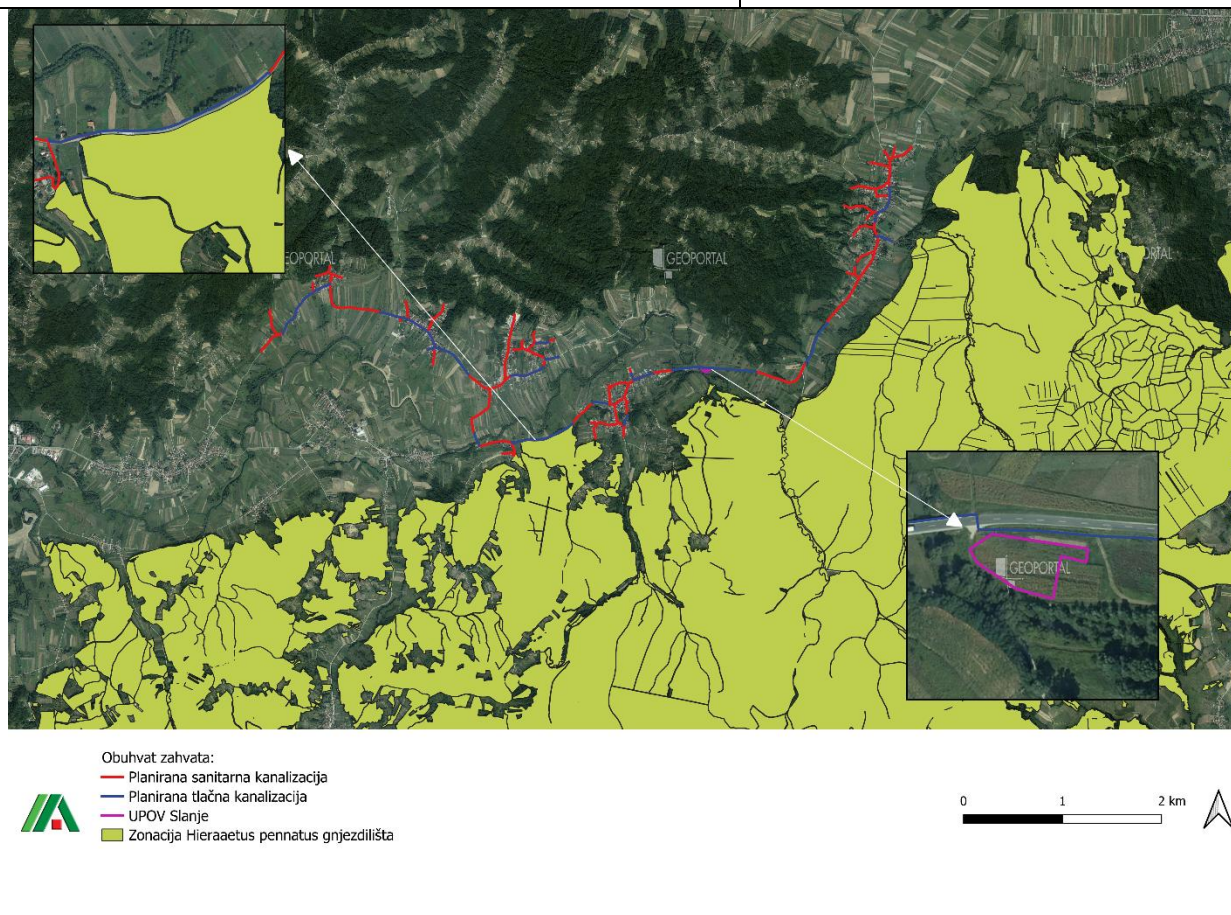 GEOPORTAL
GEOPORTAL
GEOPORTAL
Obuhvat zahvata:
Planirana sanitarna kanalizacija
Planirana tlačna kanalizacija
UPOV Slanje
Zonacija Hieraaetus pennatus gnjezdilišta
0 1 2 km